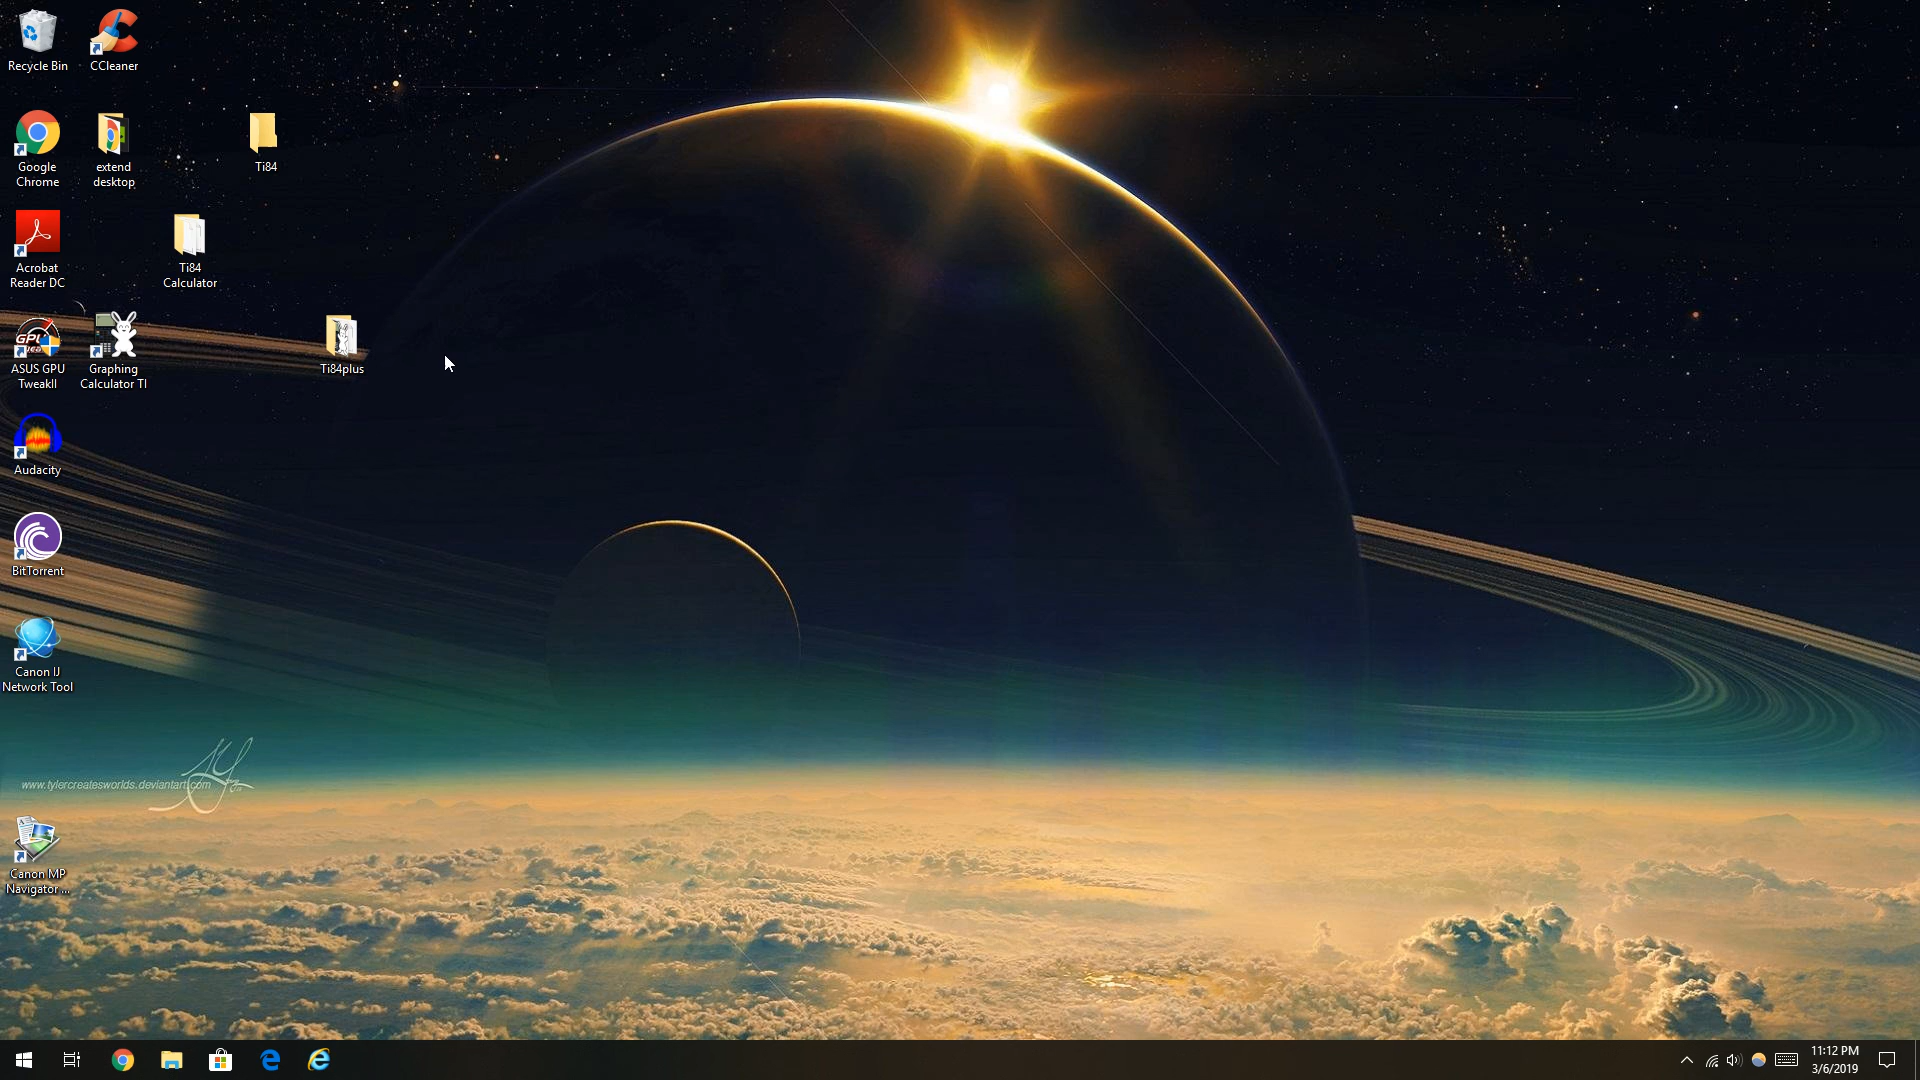 Recycle Bin
CCleaner
Google
Chrome
extend
desktop
Ti84
Acrobat
Reader DC
Ti84
Calculator
ASUS GPU
TweakII
Graphing
Calculator TI
Ti84plus
Audacity
BitTorrent
Canon IJ
Network Tool
www.tylercreatesworlds.deviantart.com
Canon MP
Navigator ...
11:12 PM
3/6/2019